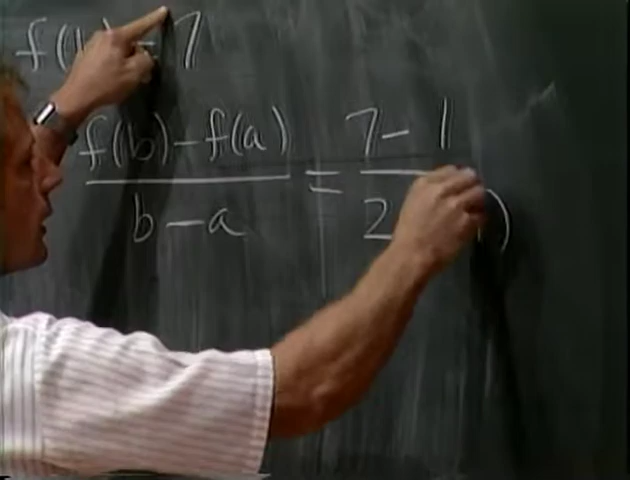 f(b) = 7
f(b) – f(a) = 7 – 1
b – a 2 )